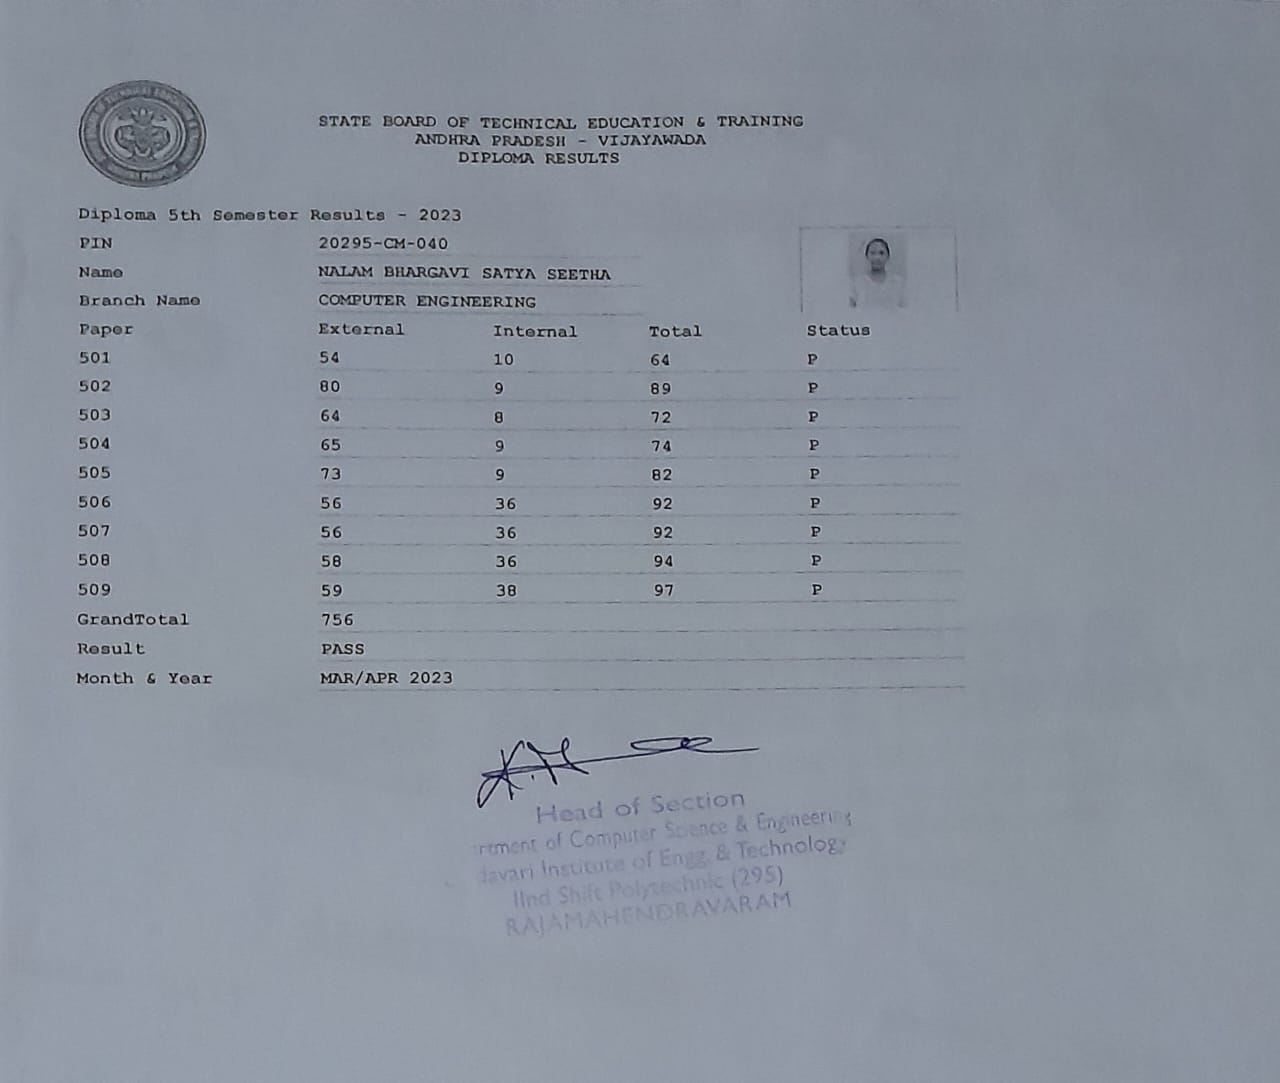 STATE BOARD OF TECHNICAL EDUCATION & TRAINING
ANDHRA PRADESH - VIJAYAWADA
DIPLOMA RESULTS
Diploma 5th Semester Results - 2023
PIN 20295-CM-040
Name NALAM BHARGAVI SATYA SEETHA
Branch Name COMPUTER ENGINEERING
Paper External Internal Total Status
501 54 10 64 P
502 80 9 89 P
503 64 8 72 P
504 65 9 74 P
505 73 9 82 P
506 56 36 92 P
507 56 36 92 P
508 58 36 94 P
509 59 38 97 P
GrandTotal 756
Result PASS
Month & Year MAR/APR 2023
Head of Section
rtment of Computer Science & Engineering
davari Institute of Engg. & Technology
IInd Shift Polytechnic (295)
RAJAMAHENDRAVARAM